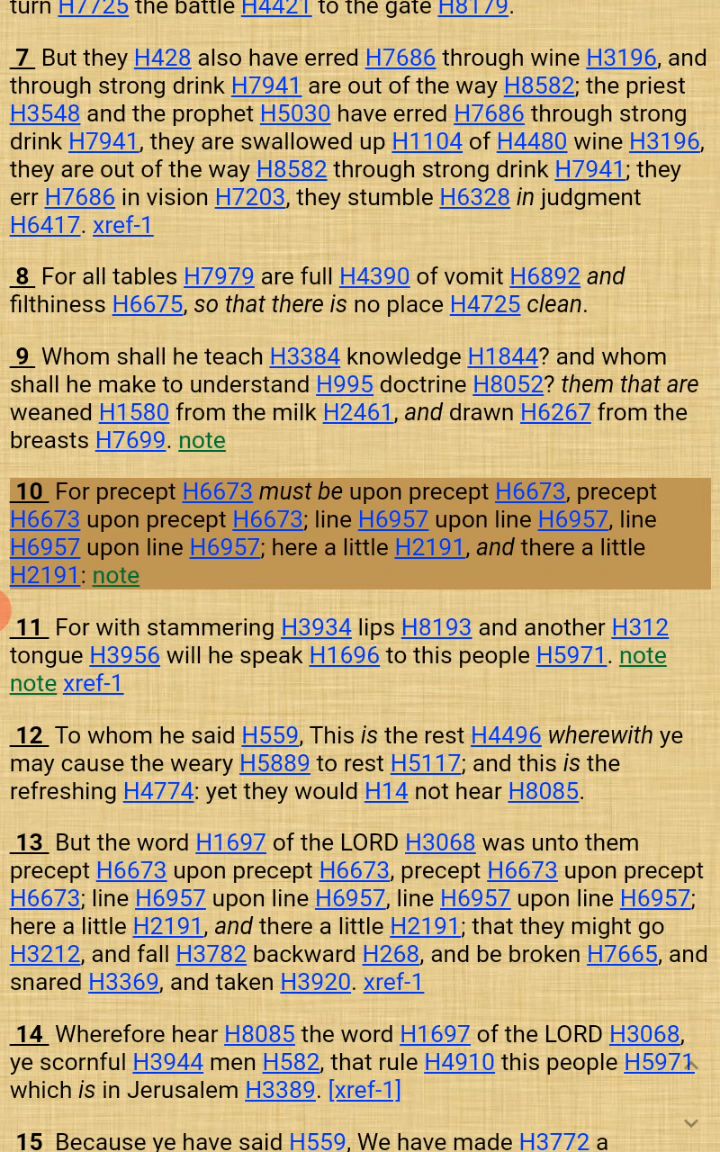 turn H7725 the battle H4421 to the gate H8179.
7 But they H428 also have erred H7686 through wine H3196, and
through strong drink H7941 are out of the way H8582; the priest
H3548 and the prophet H5030 have erred H7686 through strong
drink H7941, they are swallowed up H1104 of H4480 wine H3196,
they are out of the way H8582 through strong drink H7941; they
err H7686 in vision H7203, they stumble H6328 in judgment
H6417. xref-1
8 For all tables H7979 are full H4390 of vomit H6892 and
filthiness H6675, so that there is no place H4725 clean.
9 Whom shall he teach H3384 knowledge H1844? and whom
shall he make to understand H995 doctrine H8052? them that are
weaned H1580 from the milk H2461, and drawn H6267 from the
breasts H7699. note
10 For precept H6673 must be upon precept H6673, precept
H6673 upon precept H6673; line H6957 upon line H6957, line
H6957 upon line H6957; here a little H2191, and there a little
H2191: note
11 For with stammering H3934 lips H8193 and another H312
tongue H3956 will he speak H1696 to this people H5971. note
note xref-1
12 To whom he said H559, This is the rest H4496 wherewith ye
may cause the weary H5889 to rest H5117; and this is the
refreshing H4774: yet they would H14 not hear H8085.
13 But the word H1697 of the LORD H3068 was unto them
precept H6673 upon precept H6673, precept H6673 upon precept
H6673; line H6957 upon line H6957, line H6957 upon line H6957;
here a little H2191, and there a little H2191; that they might go
H3212, and fall H3782 backward H268, and be broken H7665, and
snared H3369, and taken H3920. xref-1
14 Wherefore hear H8085 the word H1697 of the LORD H3068,
ye scornful H3944 men H582, that rule H4910 this people H5971
which is in Jerusalem H3389. [xref-1]
15 Because ye have said H559, We have made H3772 a